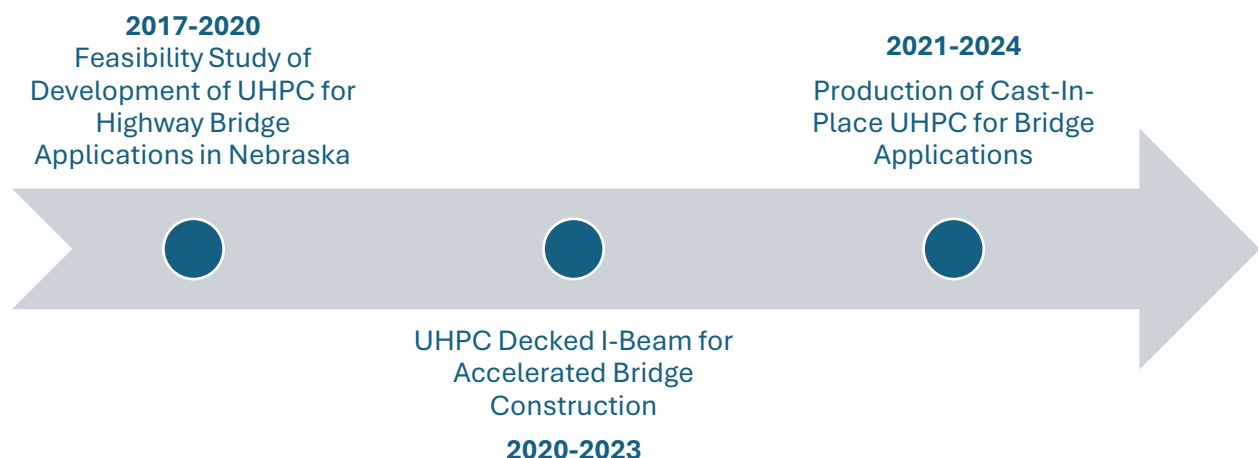 2017-2020
Feasibility Study of
Development of UHPC for
Highway Bridge
Applications in Nebraska
UHPC Decked I-Beam for
Accelerated Bridge
Construction
2020-2023
2021-2024
Production of Cast-In-
Place UHPC for Bridge
Applications